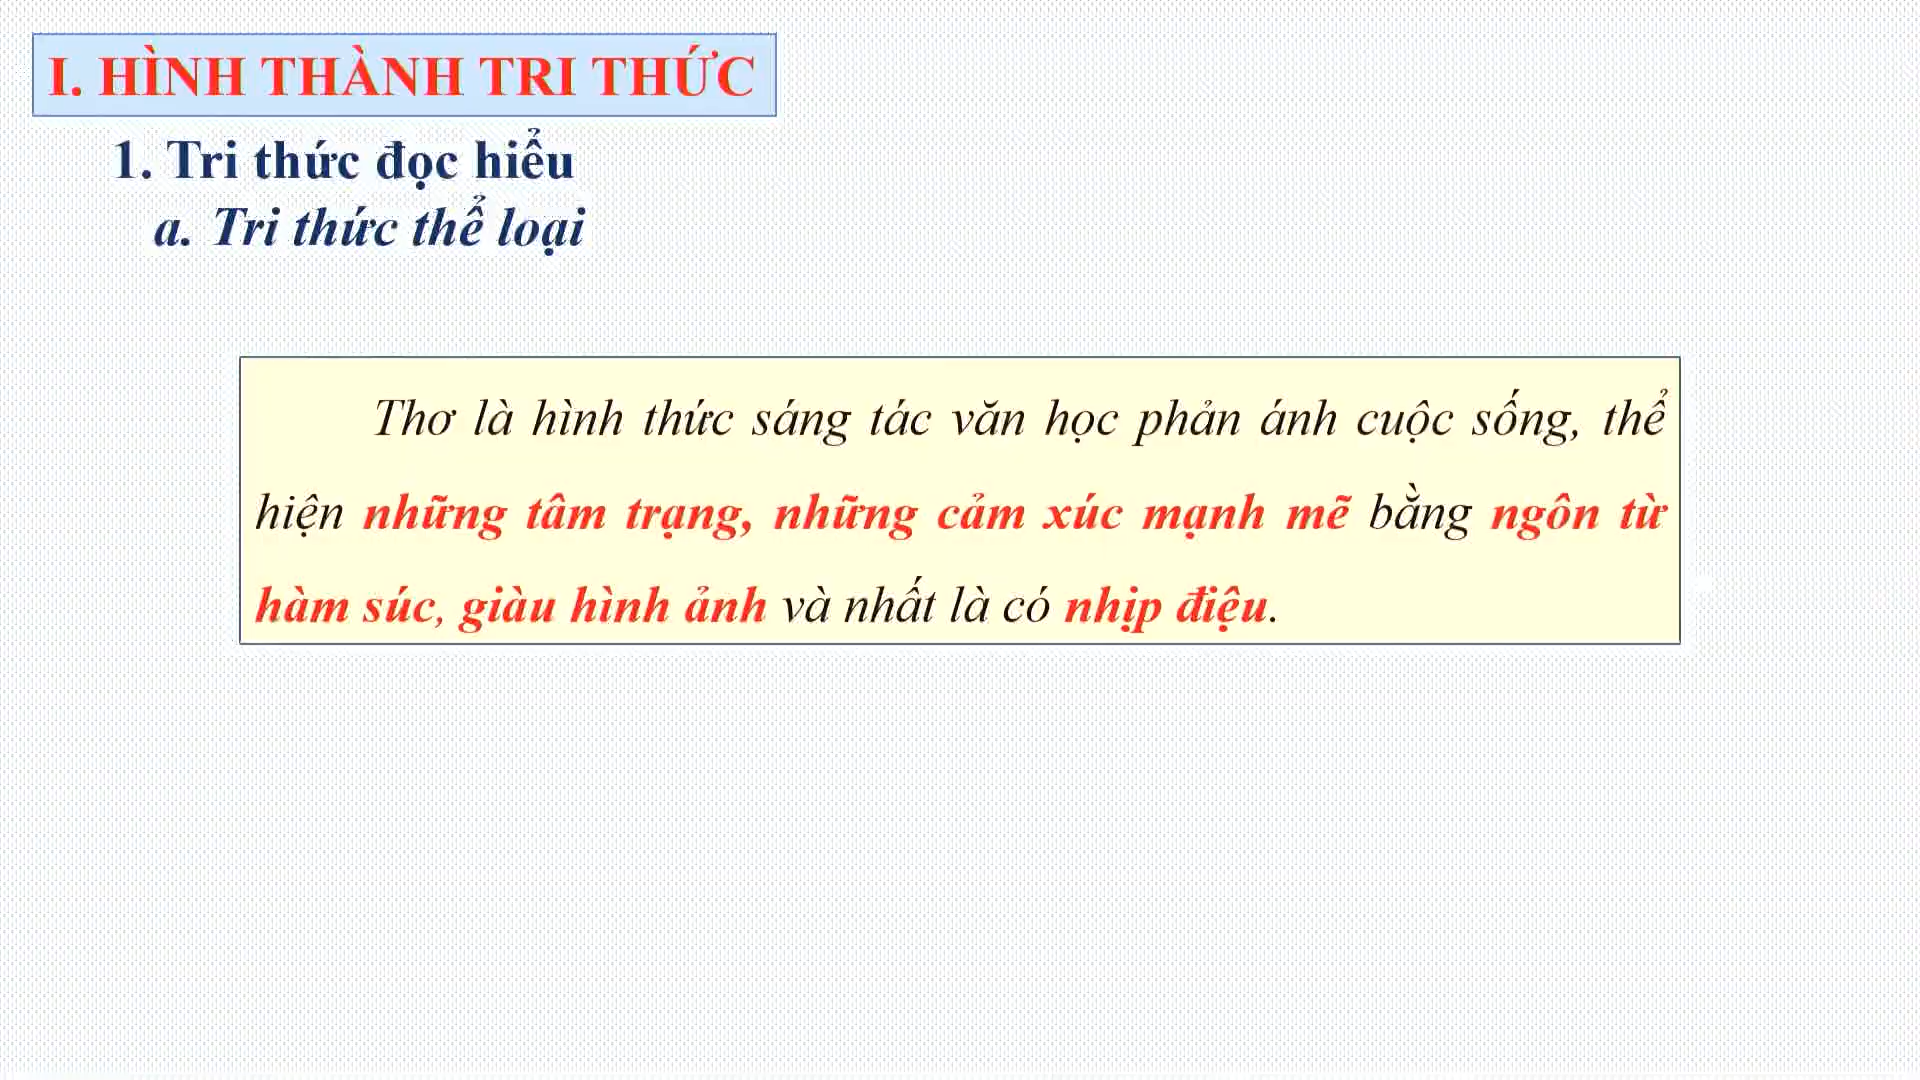 I. HÌNH THÀNH TRI THỨC
1. Tri thức đọc hiểu
a. Tri thức thể loại
Thơ là hình thức sáng tác văn học phản ánh cuộc sống, thể
hiện những tâm trạng, những cảm xúc mạnh mẽ bằng ngôn từ
hàm súc, giàu hình ảnh và nhất là có nhịp điệu.